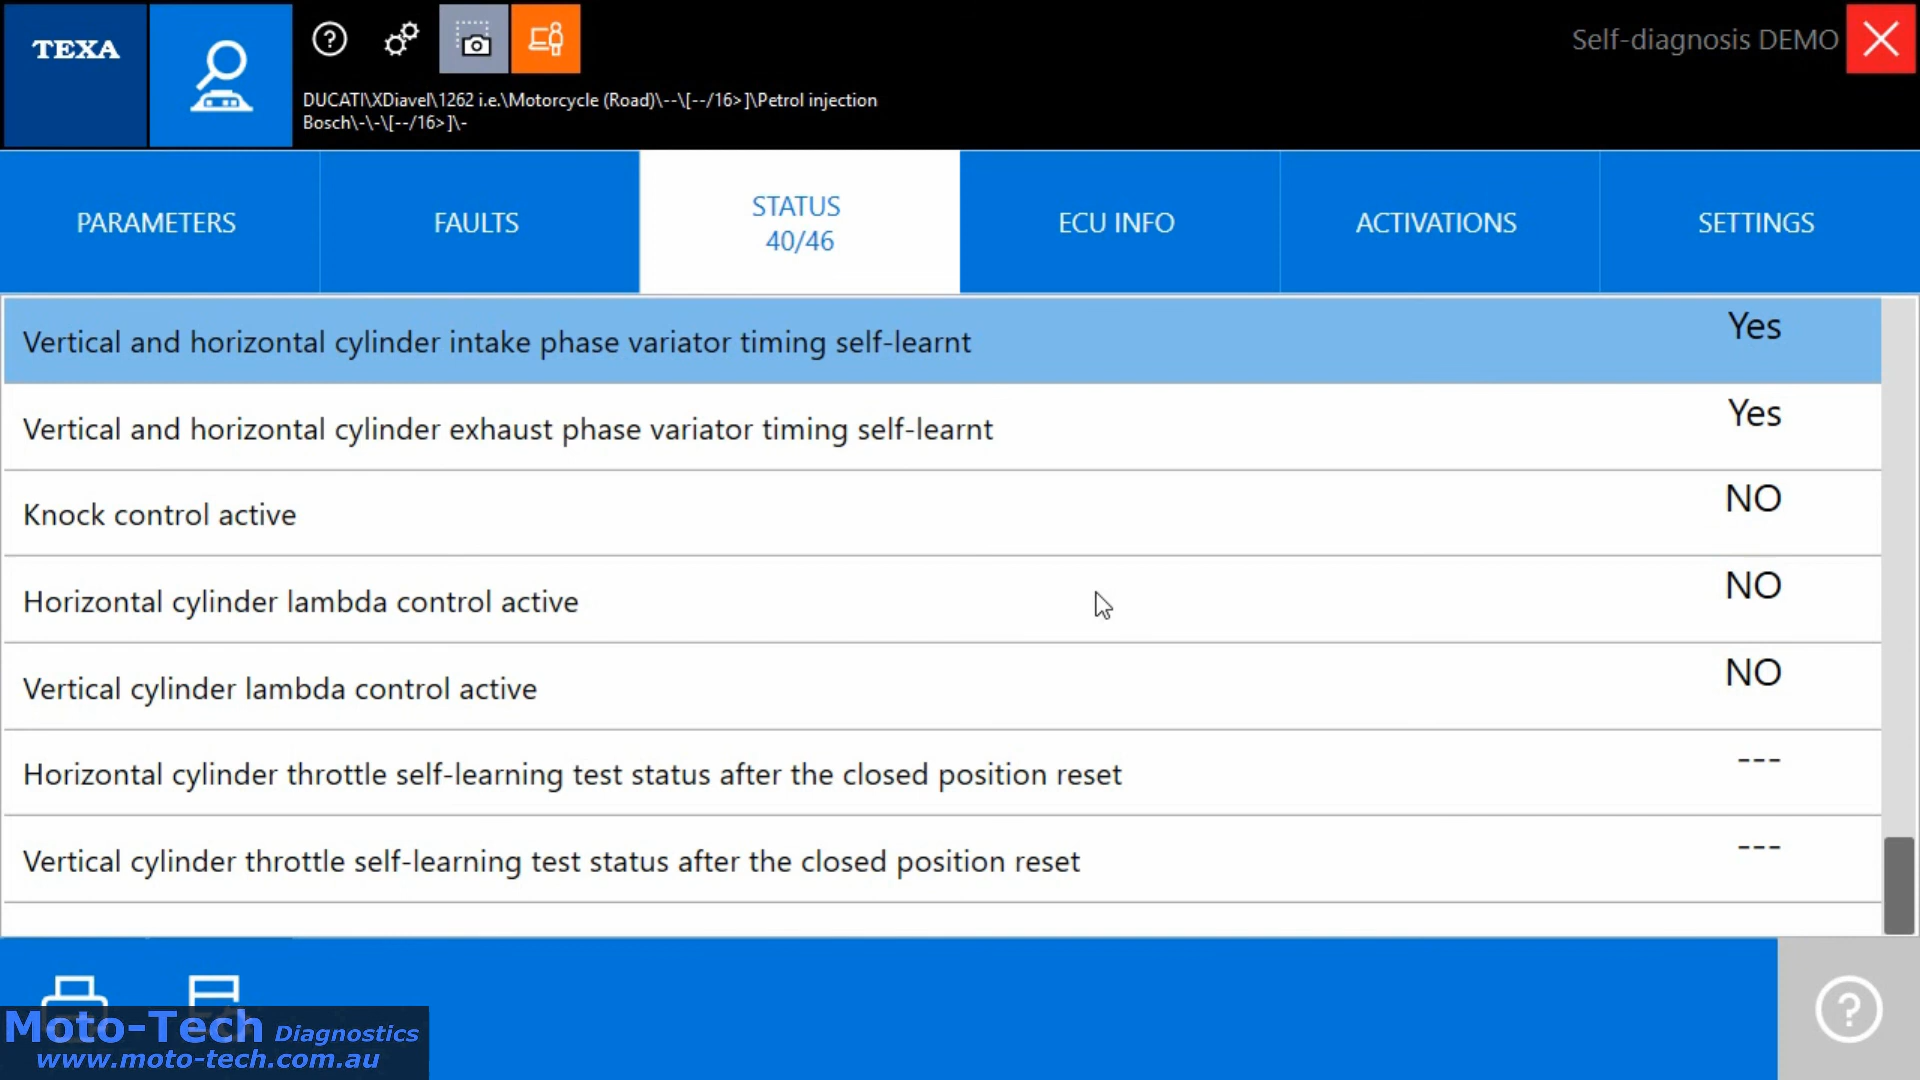 TEXA
Self-diagnosis DEMO
DUCATI\XDiavel\1262 i.e.\Motorcycle (Road)\--\[--/16>]\Petrol injection
Bosch\-\-\[--/16>]\-
PARAMETERS
FAULTS
STATUS
40/46
ECU INFO
ACTIVATIONS
SETTINGS
Vertical and horizontal cylinder intake phase variator timing self-learnt Yes
Vertical and horizontal cylinder exhaust phase variator timing self-learnt Yes
Knock control active NO
Horizontal cylinder lambda control active NO
Vertical cylinder lambda control active NO
Horizontal cylinder throttle self-learning test status after the closed position reset ---
Vertical cylinder throttle self-learning test status after the closed position reset ---
Moto-Tech Diagnostics
www.moto-tech.com.au